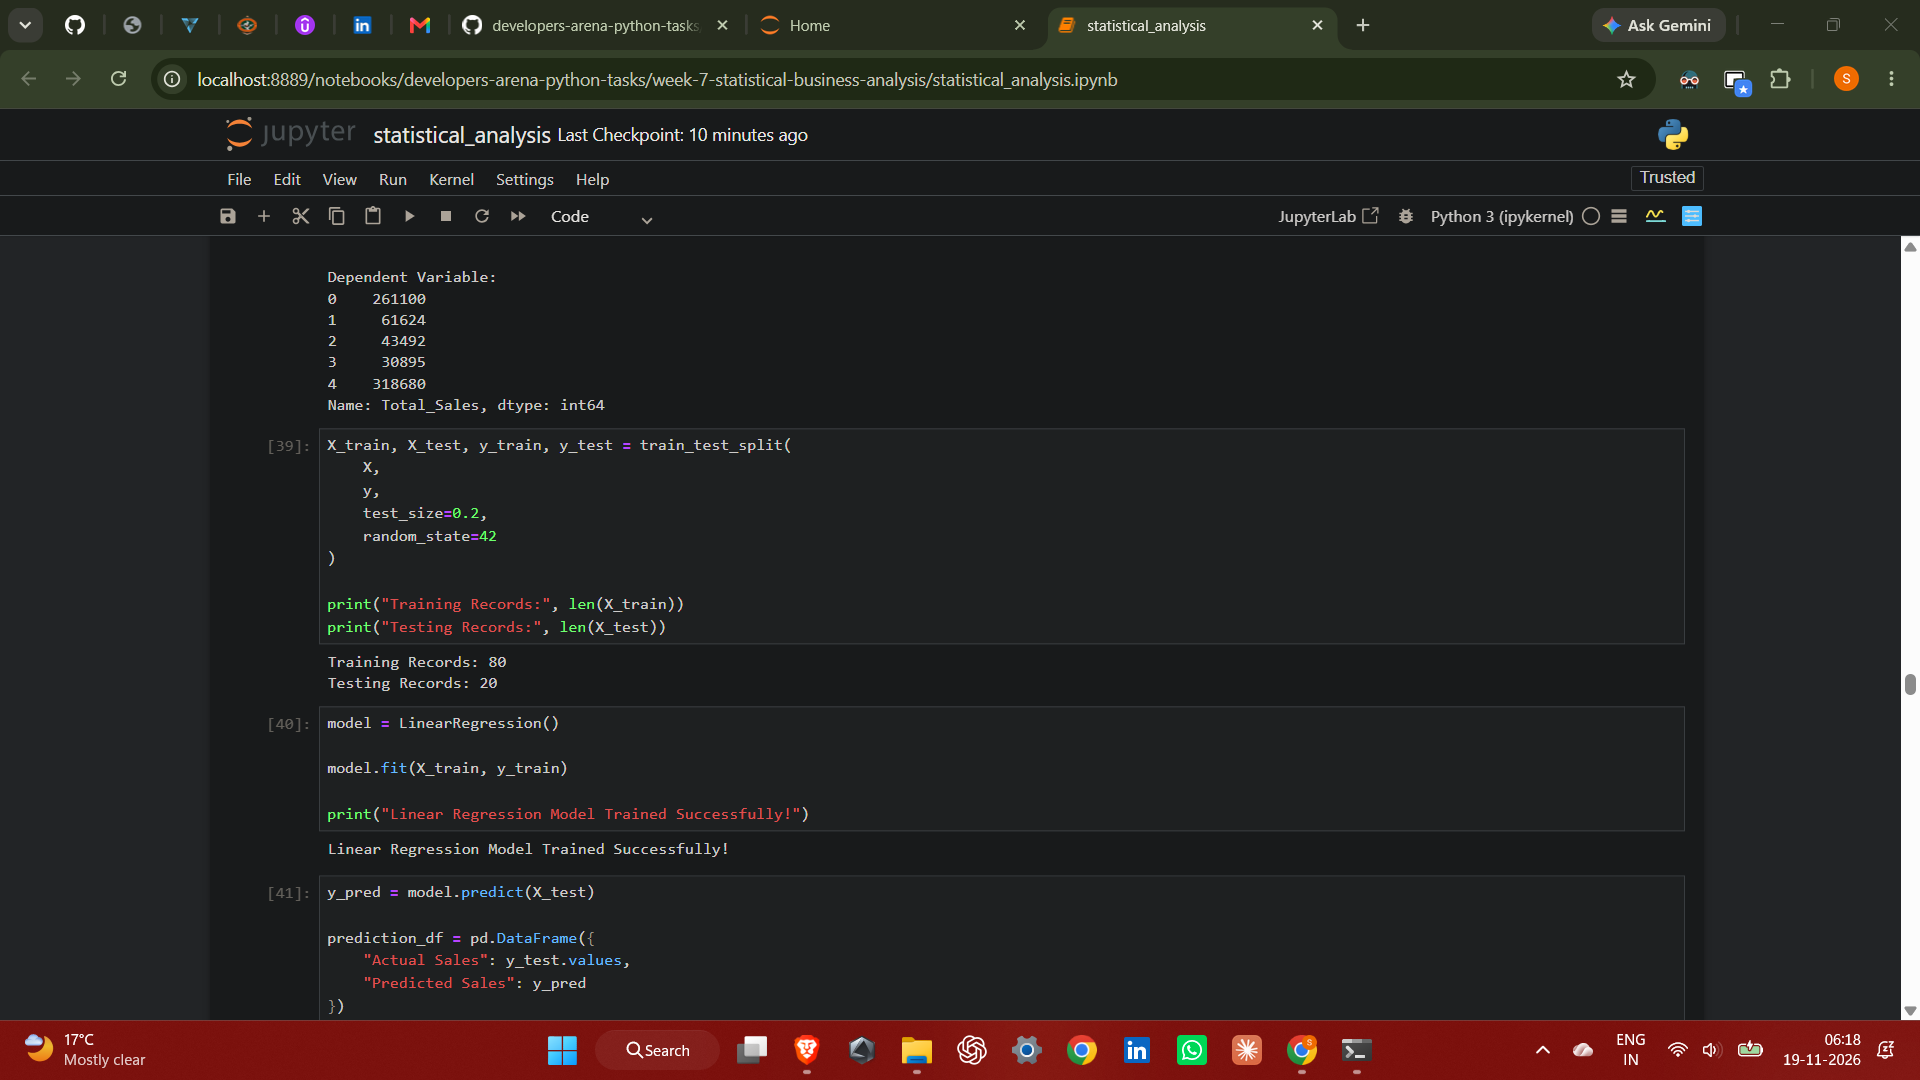 developers-arena-python-tasks
Home
statistical_analysis
Ask Gemini
localhost:8889/notebooks/developers-arena-python-tasks/week-7-statistical-business-analysis/statistical_analysis.ipynb
S
jupyter statistical_analysis Last Checkpoint: 10 minutes ago
File Edit View Run Kernel Settings Help
Trusted
Code
JupyterLab
Python 3 (ipykernel)
Dependent Variable:
0    261100
1     61624
2     43492
3     30895
4    318680
Name: Total_Sales, dtype: int64
[39]:
X_train, X_test, y_train, y_test = train_test_split(
    X,
    y,
    test_size=0.2,
    random_state=42
)
print("Training Records:", len(X_train))
print("Testing Records:", len(X_test))
Training Records: 80
Testing Records: 20
[40]:
model = LinearRegression()
model.fit(X_train, y_train)
print("Linear Regression Model Trained Successfully!")
Linear Regression Model Trained Successfully!
[41]:
y_pred = model.predict(X_test)
prediction_df = pd.DataFrame({
    "Actual Sales": y_test.values,
    "Predicted Sales": y_pred
})
17°C
Mostly clear
Search
ENG
IN
06:18
19-11-2026